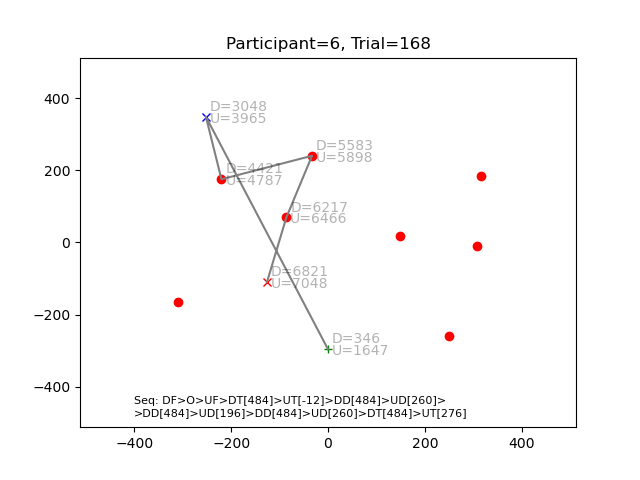 Participant=6, Trial=168
400
200
0
−200
−400
D=3048
U=3965
D=5583
U=5898
D=4421
U=4787
D=6217
U=6466
D=6821
U=7048
D=346
U=1647
Seq: DF>O>UF>DT[484]>UT[-12]>DD[484]>UD[260]>
>DD[484]>UD[196]>DD[484]>UD[260]>DT[484]>UT[276]
−400 −200 0 200 400